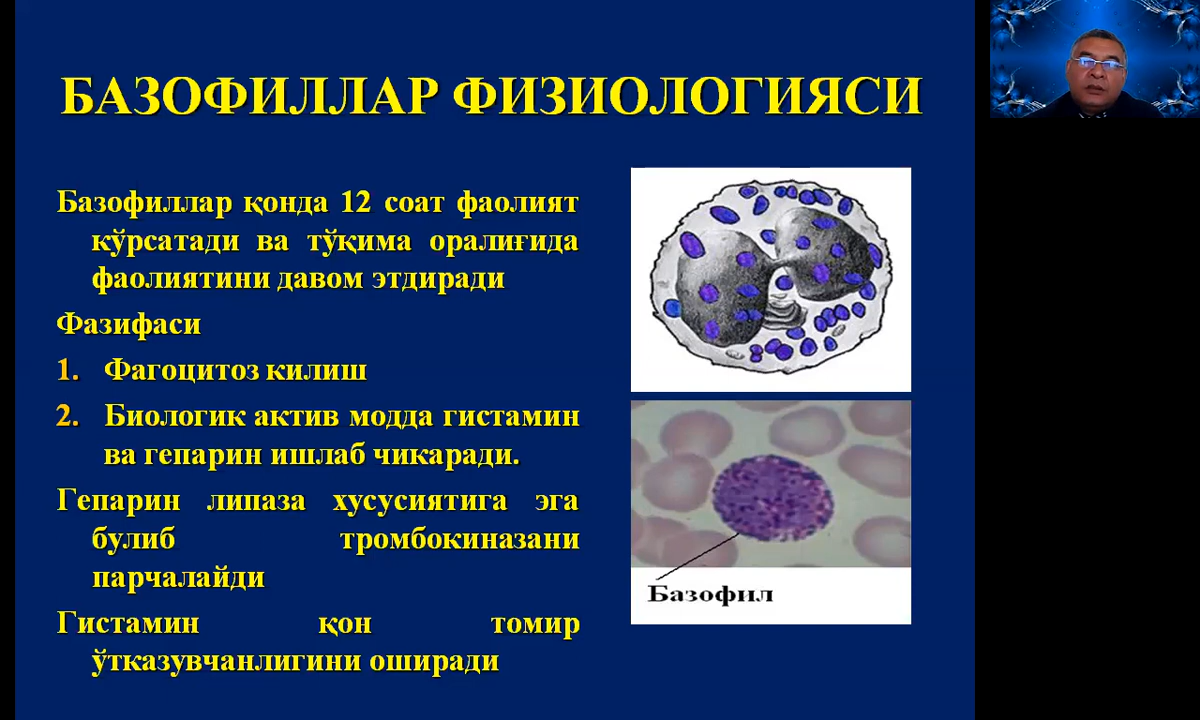 БАЗОФИЛЛАР ФИЗИОЛОГИЯСИ
Базофиллар қонда 12 соат фаолият
кўрсатади ва тўқима оралиғида
фаолиятини давом этдиради
Фазифаси
1. Фагоцитоз килиш
2. Биологик актив модда гистамин
ва гепарин ишлаб чикаради.
Гепарин липаза хусусиятига эга
булиб тромбокиназани
парчалайди
Гистамин қон томир
ўтказувчанлигини оширади
Базофил